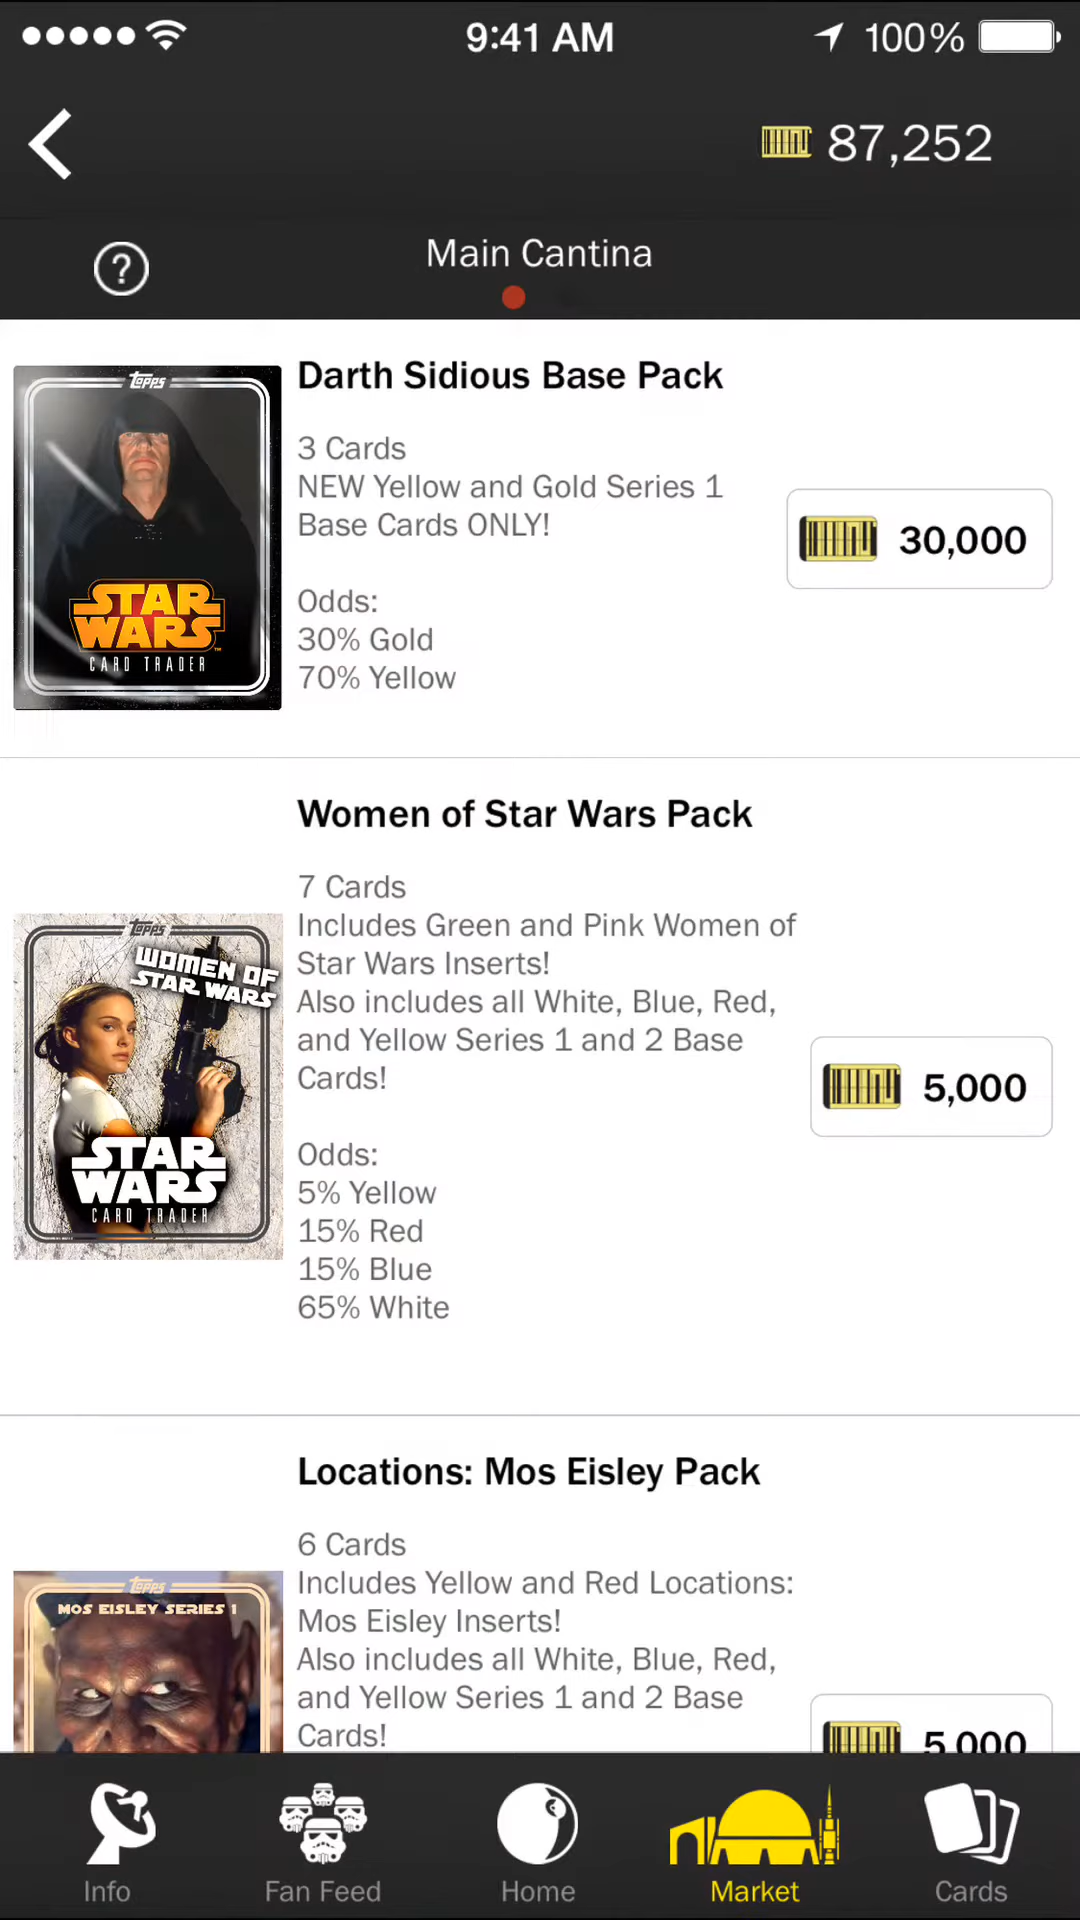 9:41 AM
100%
87,252
?
Main Cantina
Topps
STAR
WARS
CARD TRADER
Darth Sidious Base Pack
3 Cards
NEW Yellow and Gold Series 1
Base Cards ONLY!
Odds:
30% Gold
70% Yellow
30,000
Topps
WOMEN OF
STAR WARS
STAR
WARS
CARD TRADER
Women of Star Wars Pack
7 Cards
Includes Green and Pink Women of
Star Wars Inserts!
Also includes all White, Blue, Red,
and Yellow Series 1 and 2 Base
Cards!
Odds:
5% Yellow
15% Red
15% Blue
65% White
5,000
Topps
MOS EISLEY SERIES 1
Locations: Mos Eisley Pack
6 Cards
Includes Yellow and Red Locations:
Mos Eisley Inserts!
Also includes all White, Blue, Red,
and Yellow Series 1 and 2 Base
Cards!
5,000
Info
Fan Feed
Home
Market
Cards